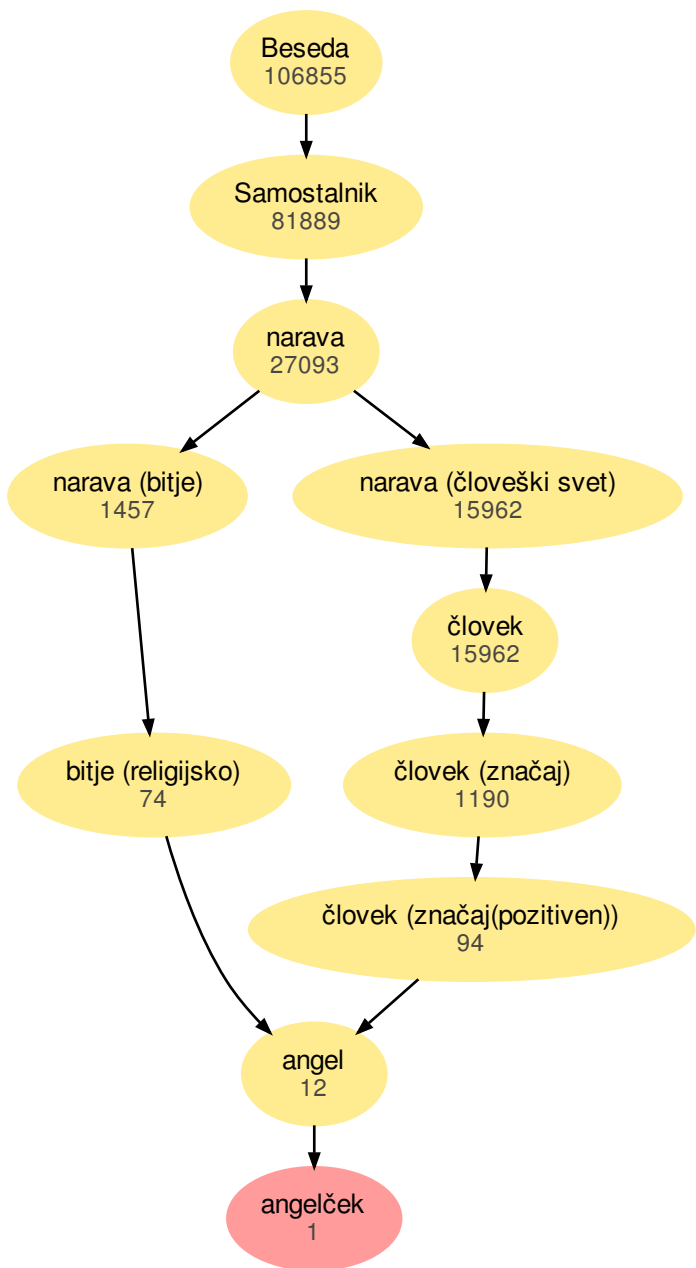 Beseda
106855
Samostalnik
81889
narava
27093
narava (bitje)
1457
narava (človeški svet)
15962
človek
15962
bitje (religijsko)
74
človek (značaj)
1190
človek (značaj(pozitiven))
94
angel
12
angelček
1